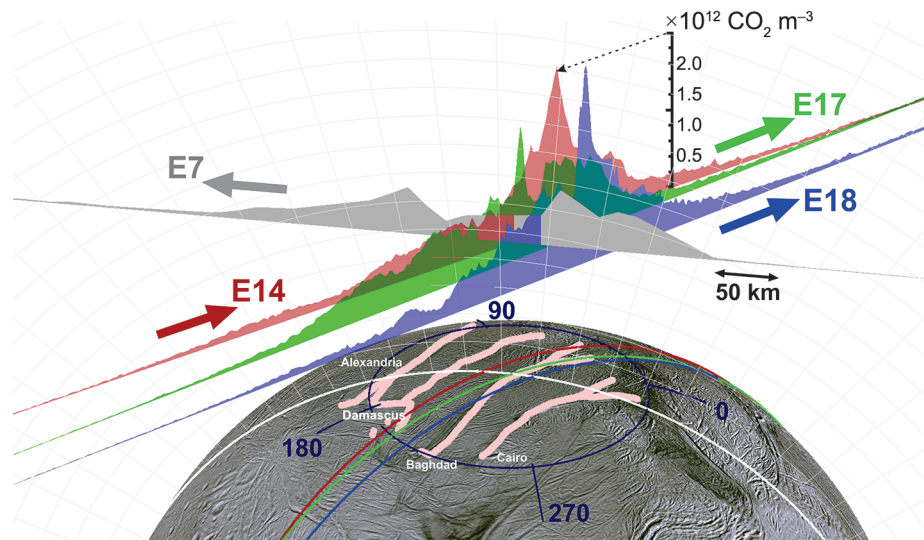 ×10¹² CO₂ m⁻³
2.0
1.5
1.0
0.5
E17
E7
E18
50 km
E14
90
Alexandria
Damascus
0
180
Baghdad
Cairo
270